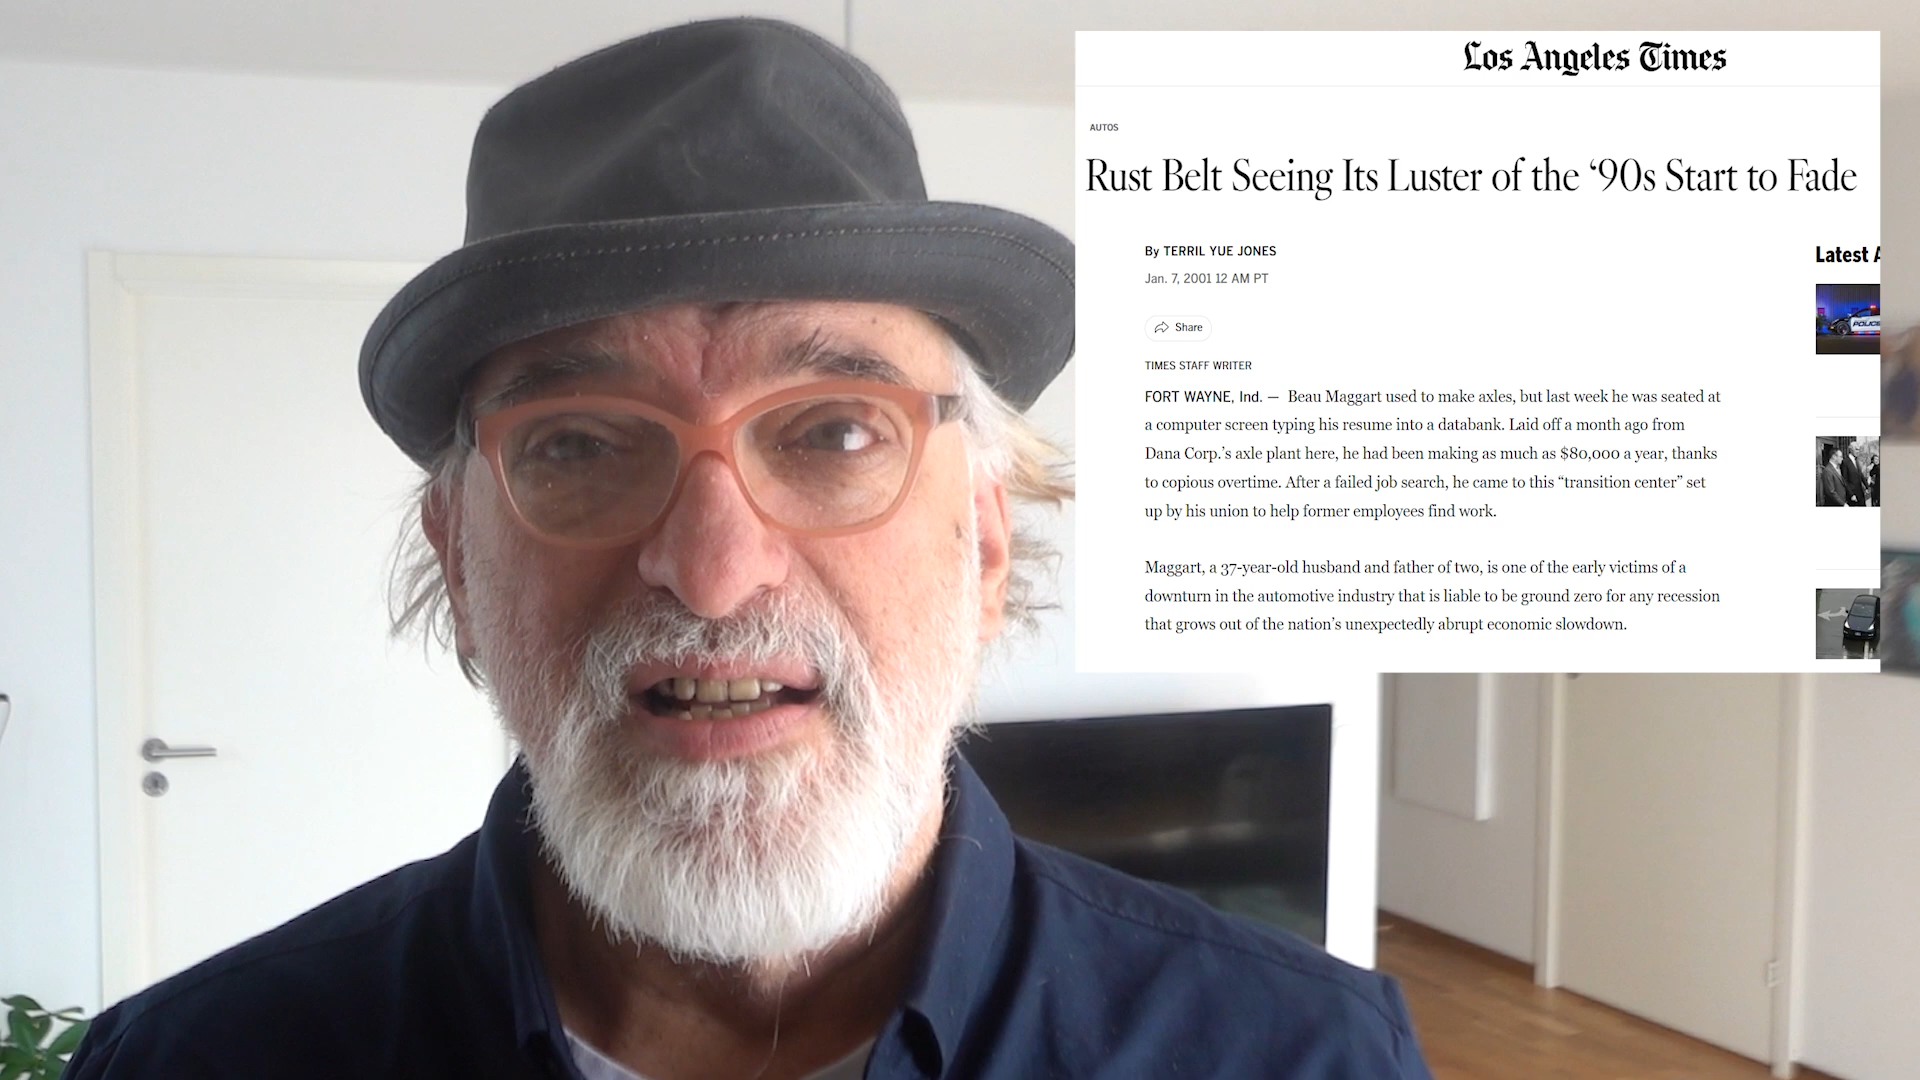 Los Angeles Times
AUTOS
Rust Belt Seeing Its Luster of the ‘90s Start to Fade
By TERRIL YUE JONES
Jan. 7, 2001 12 AM PT
Share
Latest
TIMES STAFF WRITER
FORT WAYNE, Ind. — Beau Maggart used to make axles, but last week he was seated at
a computer screen typing his resume into a databank. Laid off a month ago from
Dana Corp.’s axle plant here, he had been making as much as $80,000 a year, thanks
to copious overtime. After a failed job search, he came to this “transition center” set
up by his union to help former employees find work.
Maggart, a 37-year-old husband and father of two, is one of the early victims of a
downturn in the automotive industry that is liable to be ground zero for any recession
that grows out of the nation’s unexpectedly abrupt economic slowdown.